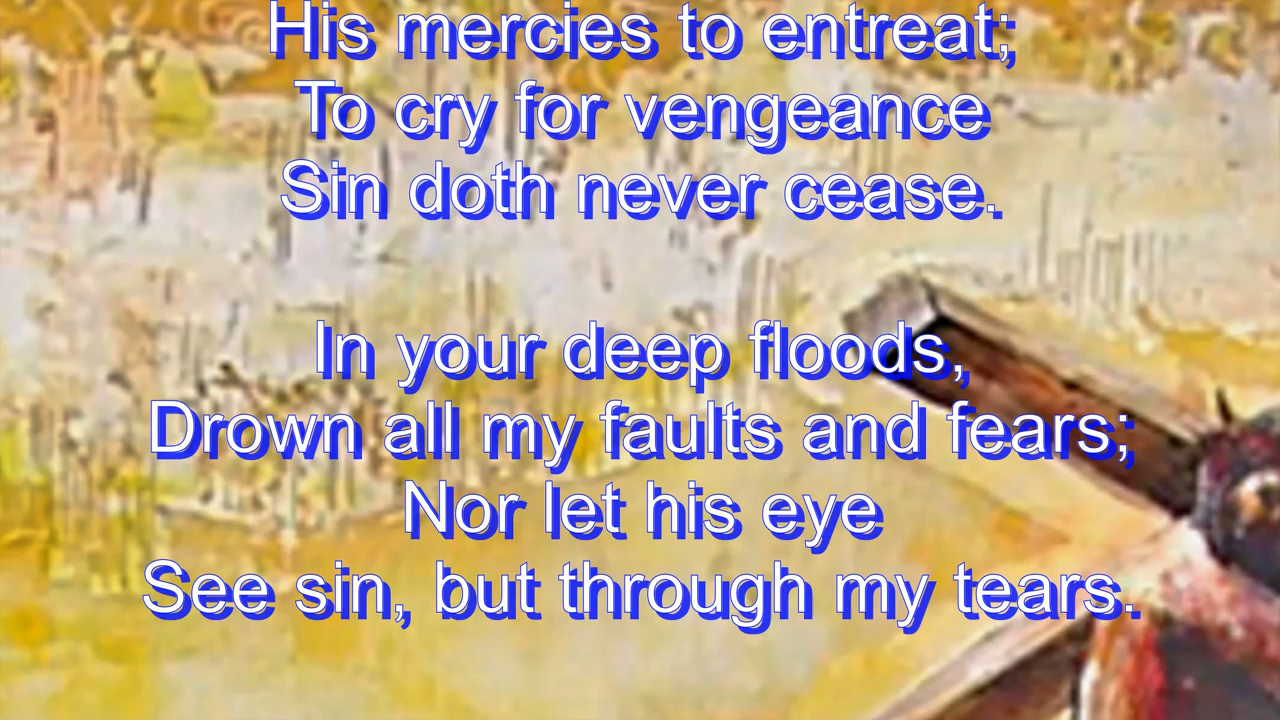 His mercies to entreat;
To cry for vengeance
Sin doth never cease.
In your deep floods,
Drown all my faults and fears;
Nor let his eye
See sin, but through my tears.